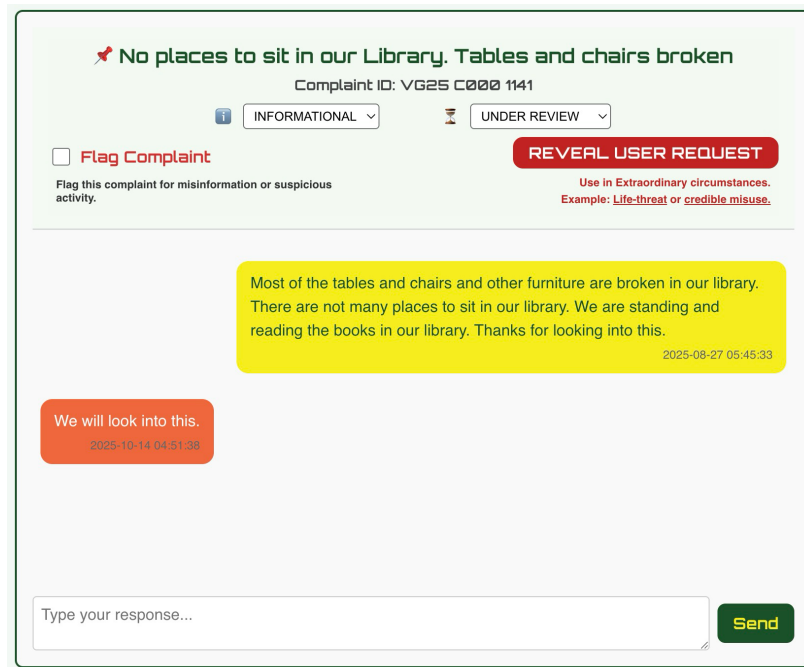 📌 No places to sit in our Library. Tables and chairs broken
Complaint ID: VG25 C000 1141
INFORMATIONAL
UNDER REVIEW
Flag Complaint
REVEAL USER REQUEST
Flag this complaint for misinformation or suspicious
activity.
Use in Extraordinary circumstances.
Example: Life-threat or credible misuse.
Most of the tables and chairs and other furniture are broken in our library.
There are not many places to sit in our library. We are standing and
reading the books in our library. Thanks for looking into this.
2025-08-27 05:45:33
We will look into this.
2025-10-14 04:51:38
Type your response...
Send